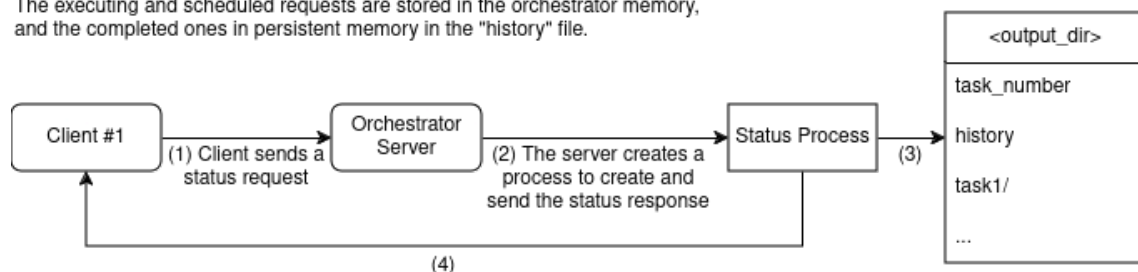 The executing and scheduled requests are stored in the orchestrator memory,
and the completed ones in persistent memory in the "history" file.
<output_dir>
task_number
history
task1/
...
Client #1
(1) Client sends a
status request
Orchestrator
Server
(2) The server creates a
process to create and
send the status response
Status Process
(3)
(4)